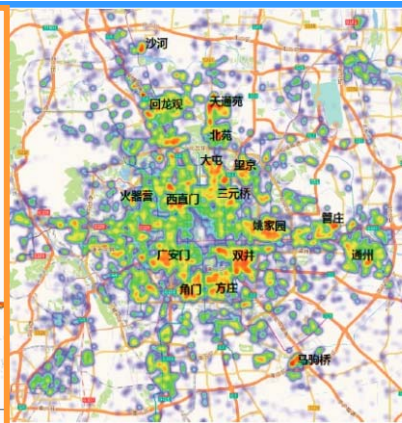 沙河
回龙观
天通苑
北苑
大屯
望京
火器营
西直门
三元桥
姚家园
管庄
广安门
双井
通州
角门
方庄
马驹桥